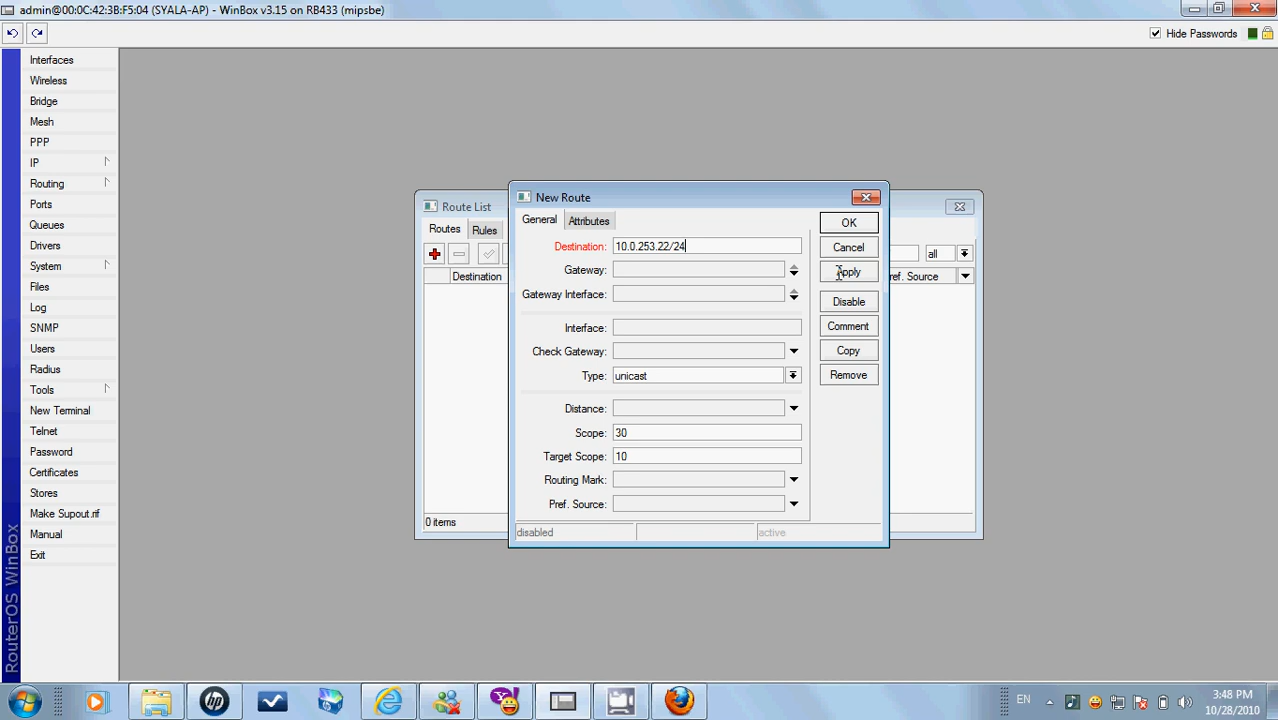 admin@00:0C:42:3B:F5:04 (SYALA-AP) - WinBox v3.15 on RB433 (mipsbe)
Hide Passwords
Interfaces
Wireless
Bridge
Mesh
PPP
IP
Routing
Ports
Queues
Drivers
System
Files
Log
SNMP
Users
Radius
Tools
New Terminal
Telnet
Password
Certificates
Stores
Make Supout.rif
Manual
Exit
RouterOS WinBox
Route List
Routes Rules
all
Destination
Pref. Source
0 items
New Route
General Attributes
Destination: 10.0.253.22/24
Gateway:
Gateway Interface:
Interface:
Check Gateway:
Type: unicast
Distance:
Scope: 30
Target Scope: 10
Routing Mark:
Pref. Source:
OK
Cancel
Apply
Disable
Comment
Copy
Remove
disabled active
EN
3:48 PM
10/28/2010